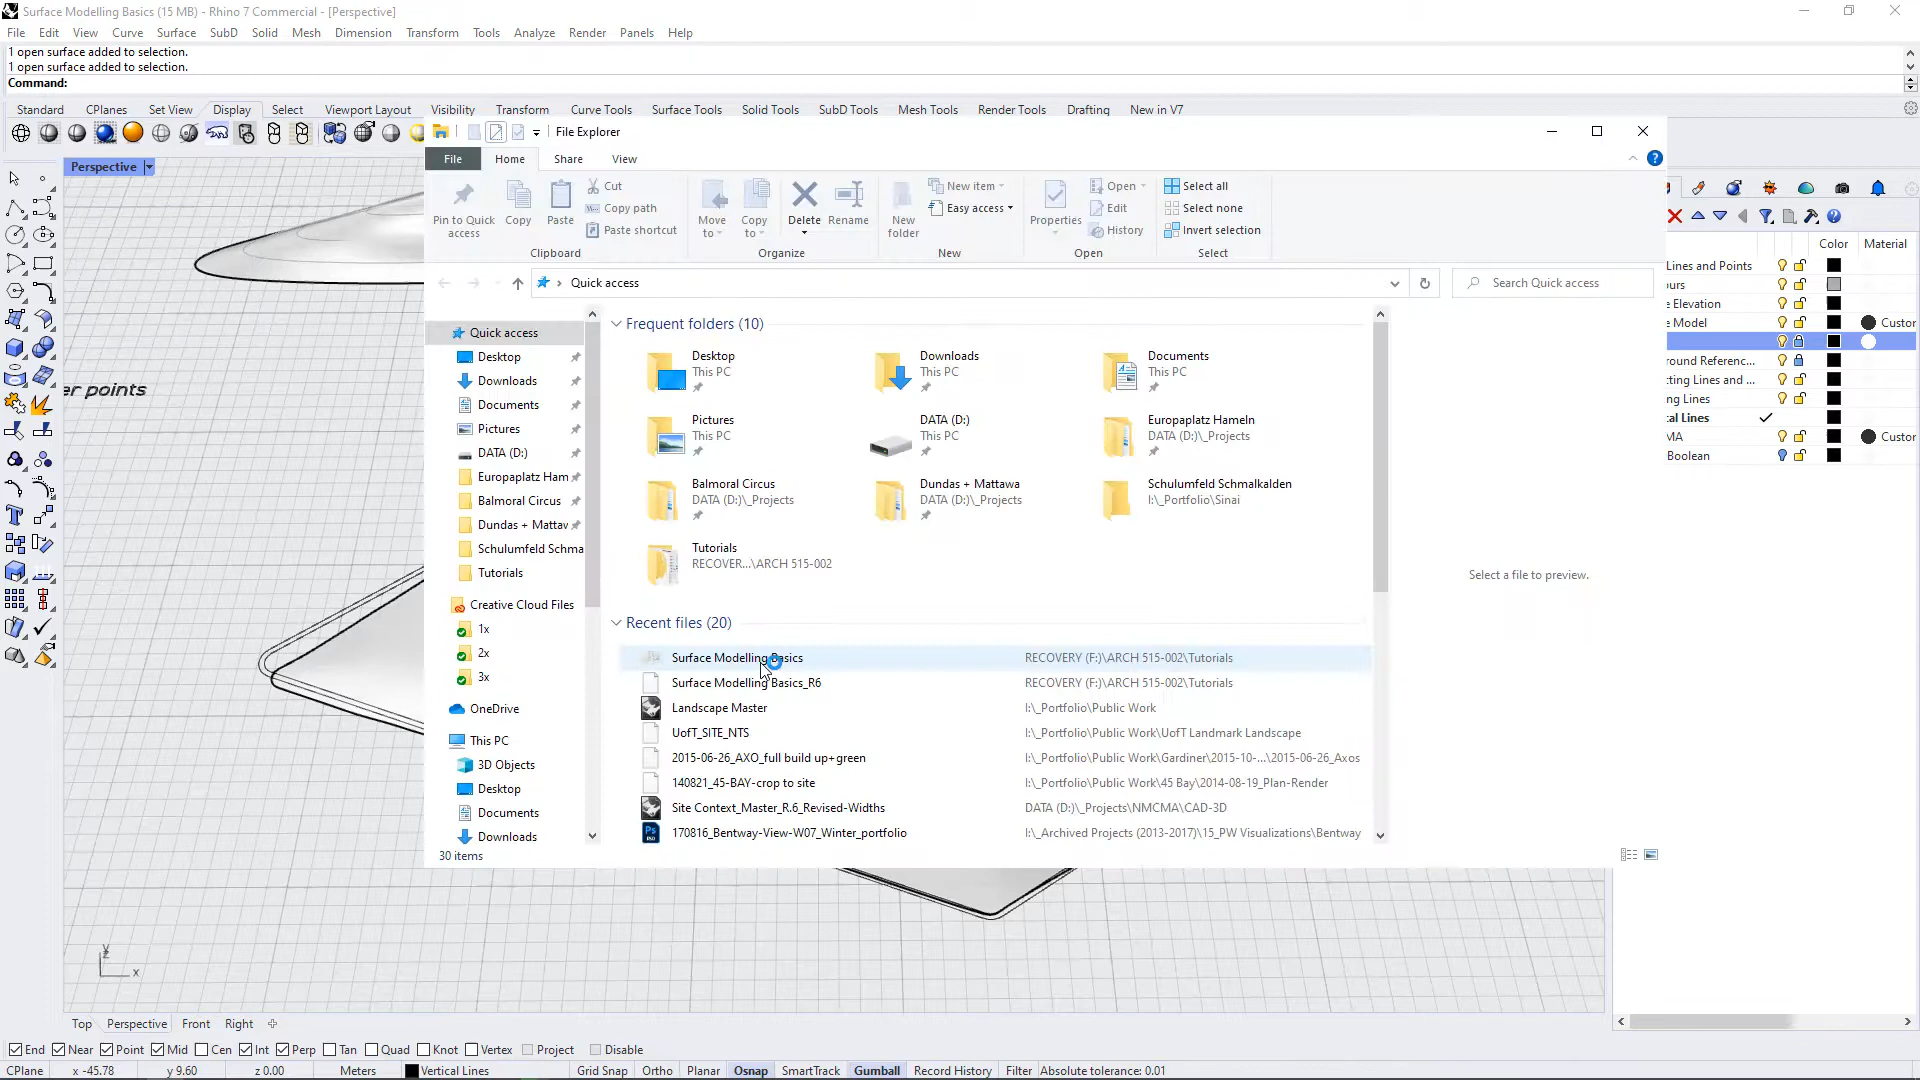 Surface Modelling Basics (15 MB) - Rhino 7 Commercial - [Perspective]
File Edit View Curve Surface SubD Solid Mesh Dimension Transform Tools Analyze Render Panels Help
1 open surface added to selection.
1 open surface added to selection.
Command:
Standard CPlanes Set View Display Select Viewport Layout Visibility Transform Curve Tools Surface Tools Solid Tools SubD Tools Mesh Tools Render Tools Drafting New in V7
File Explorer
Perspective
File Home Share View
Pin to Quick access
Copy
Paste
Cut
Copy path
Paste shortcut
Clipboard
Move to
Copy to
Delete
Rename
Organize
New folder
New item
Easy access
New
Properties
Open
Edit
History
Open
Select all
Select none
Invert selection
Select
Quick access
Search Quick access
Quick access
Desktop
Downloads
Documents
Pictures
DATA (D:)
Europaplatz Ham
Balmoral Circus
Dundas + Mattav
Schulumfeld Schma
Tutorials
Creative Cloud Files
1x
2x
3x
OneDrive
This PC
3D Objects
Desktop
Documents
Downloads
Frequent folders (10)
Desktop
This PC
Downloads
This PC
Documents
This PC
Pictures
This PC
DATA (D:)
This PC
Europaplatz Hameln
DATA (D:)\_Projects
Balmoral Circus
DATA (D:)\_Projects
Dundas + Mattawa
DATA (D:)\_Projects
Schulumfeld Schmalkalden
I:\_Portfolio\Sinai
Tutorials
RECOVER...\ARCH 515-002
Recent files (20)
Surface Modelling Basics RECOVERY (F:)\ARCH 515-002\Tutorials
Surface Modelling Basics_R6 RECOVERY (F:)\ARCH 515-002\Tutorials
Landscape Master I:\_Portfolio\Public Work
UofT_SITE_NTS I:\_Portfolio\Public Work\UofT Landmark Landscape
2015-06-26_AXO_full build up+green I:\_Portfolio\Public Work\Gardiner\2015-10-...\2015-06-26_Axos
140821_45-BAY-crop to site I:\_Portfolio\Public Work\45 Bay\2014-08-19_Plan-Render
Site Context_Master_R.6_Revised-Widths DATA (D:)\_Projects\NMCMA\CAD-3D
170816_Bentway-View-W07_Winter_portfolio I:\_Archived Projects (2013-2017)\15_PW Visualizations\Bentway
30 items
Select a file to preview.
Color Material
Lines and Points
ours
e Elevation
e Model Custor
ound Referenc...
ting Lines and ...
ng Lines
al Lines
MA Custor
Boolean
er points
y
z
x
Top Perspective Front Right
End Near Point Mid Cen Int Perp Tan Quad Knot Vertex Project Disable
CPlane x -45.78 y 9.60 z 0.00 Meters Vertical Lines Grid Snap Ortho Planar Osnap SmartTrack Gumball Record History Filter Absolute tolerance: 0.01